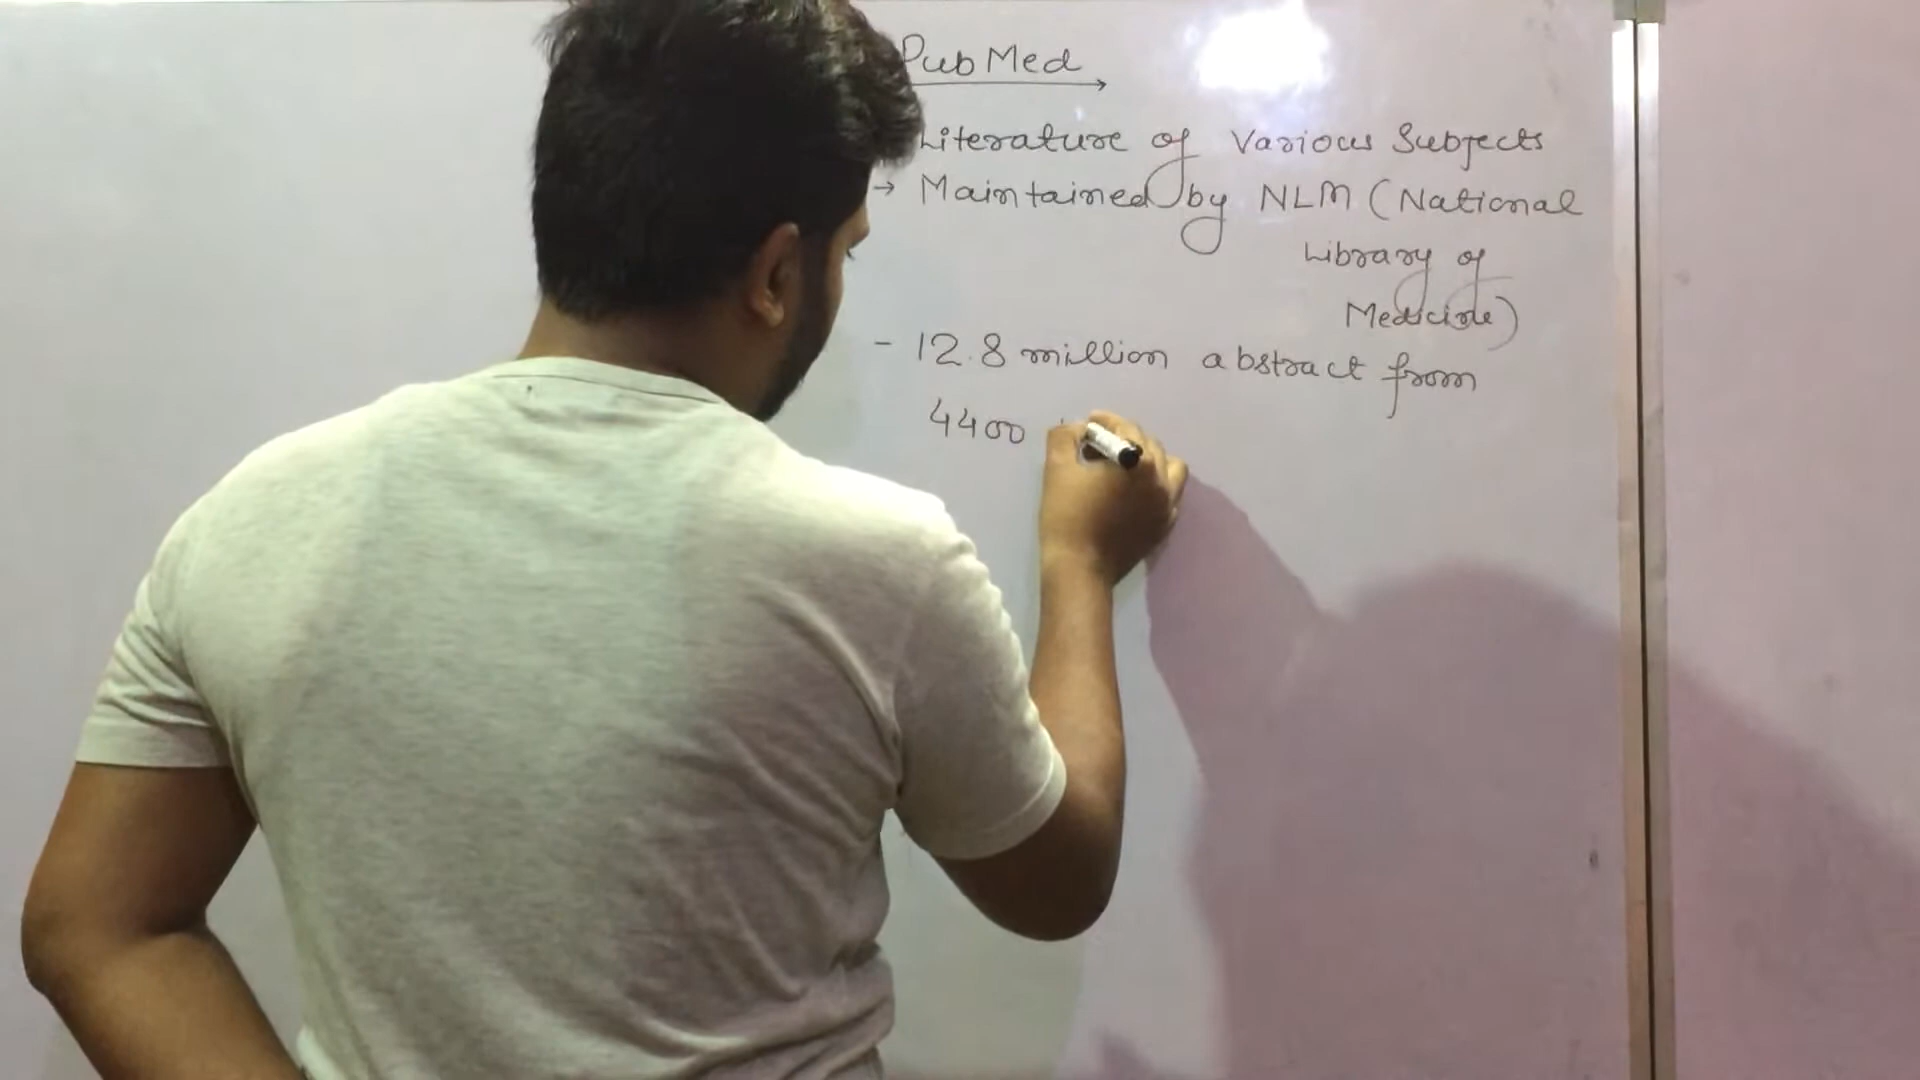 PubMed
Literature of Various Subjects
→ Maintained by NLM (National
Library of
Medicine)
- 12.8 million abstract from
4400